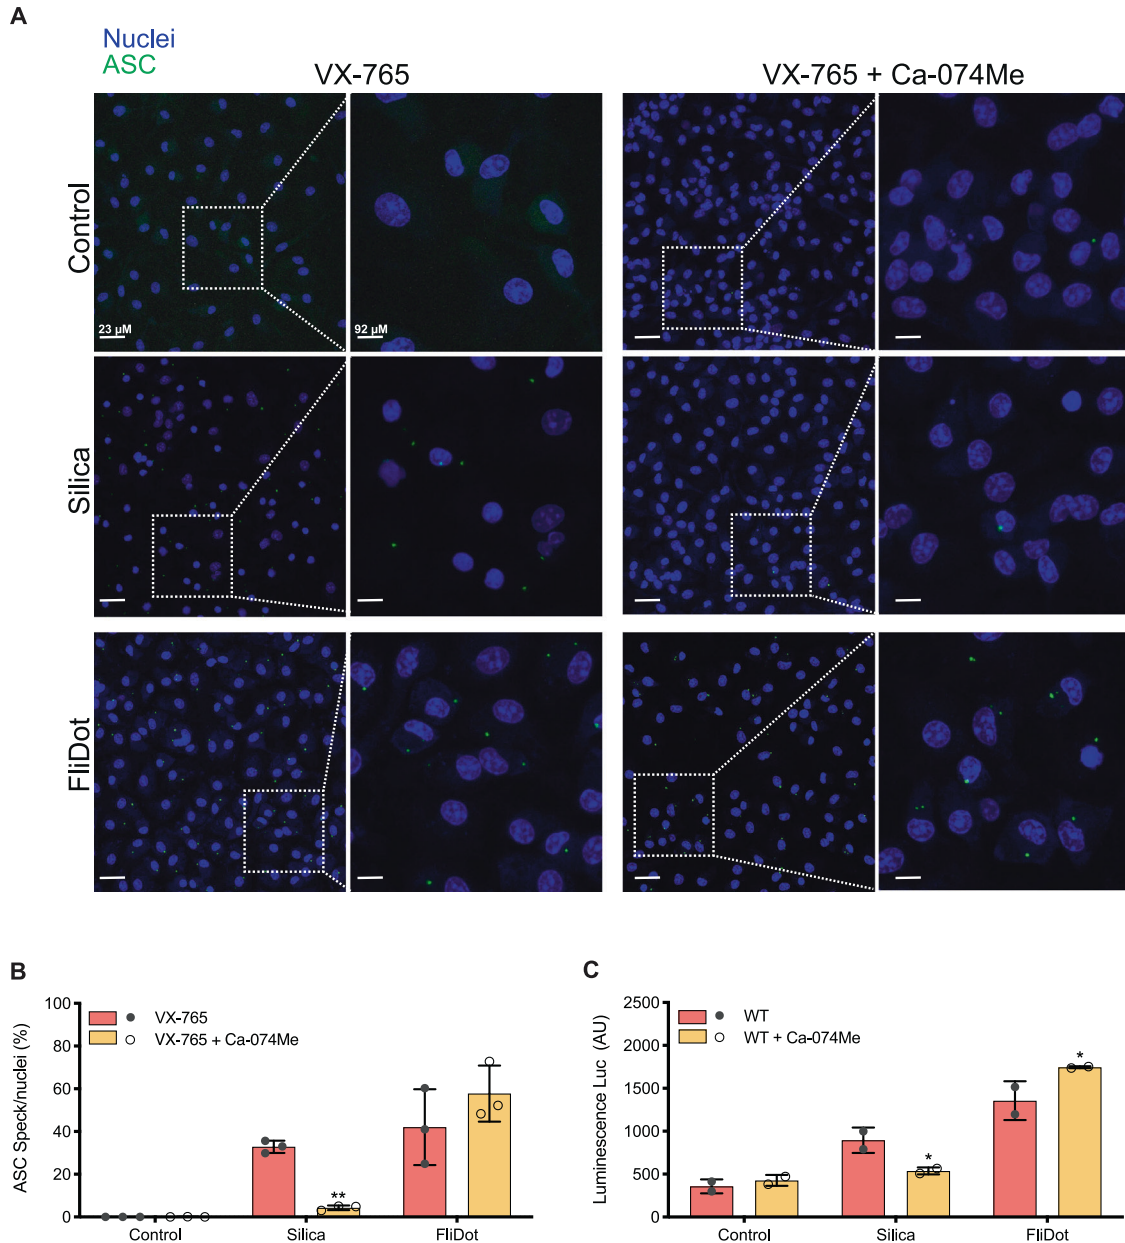 A
Nuclei
ASC
VX-765
VX-765 + Ca-074Me
Control
23 µM
92 µM
Silica
FliDot
B
ASC Speck/nuclei (%)
100
80
60
40
20
0
VX-765
VX-765 + Ca-074Me
**
Control
Silica
FliDot
C
Luminescence Luc (AU)
2500
2000
1500
1000
500
0
WT
WT + Ca-074Me
*
*
Control
Silica
FliDot